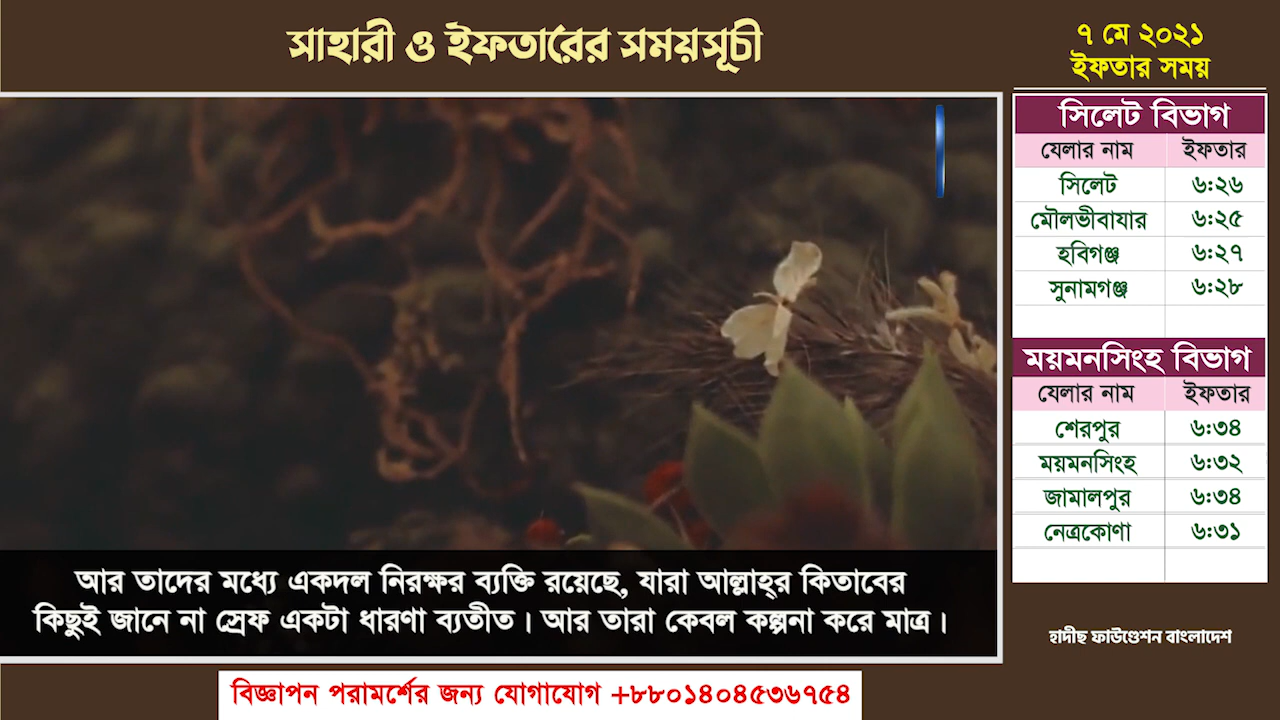 সাহারী ও ইফতারের সময়সূচী
৭ মে ২০২১
ইফতার সময়
সিলেট বিভাগ
যেলার নাম ইফতার
সিলেট ৬:২৬
মৌলভীবাযার ৬:২৫
হবিগঞ্জ ৬:২৭
সুনামগঞ্জ ৬:২৮
ময়মনসিংহ বিভাগ
যেলার নাম ইফতার
শেরপুর ৬:৩৪
ময়মনসিংহ ৬:৩২
জামালপুর ৬:৩৪
নেত্রকোণা ৬:৩১
আর তাদের মধ্যে একদল নিরক্ষর ব্যক্তি রয়েছে, যারা আল্লাহ্‌র কিতাবের
কিছুই জানে না স্রেফ একটা ধারণা ব্যতীত। আর তারা কেবল কল্পনা করে মাত্র।
হাদীছ ফাউণ্ডেশন বাংলাদেশ
বিজ্ঞাপন পরামর্শের জন্য যোগাযোগ +৮৮০১৪০৪৫৩৬৭৫৪